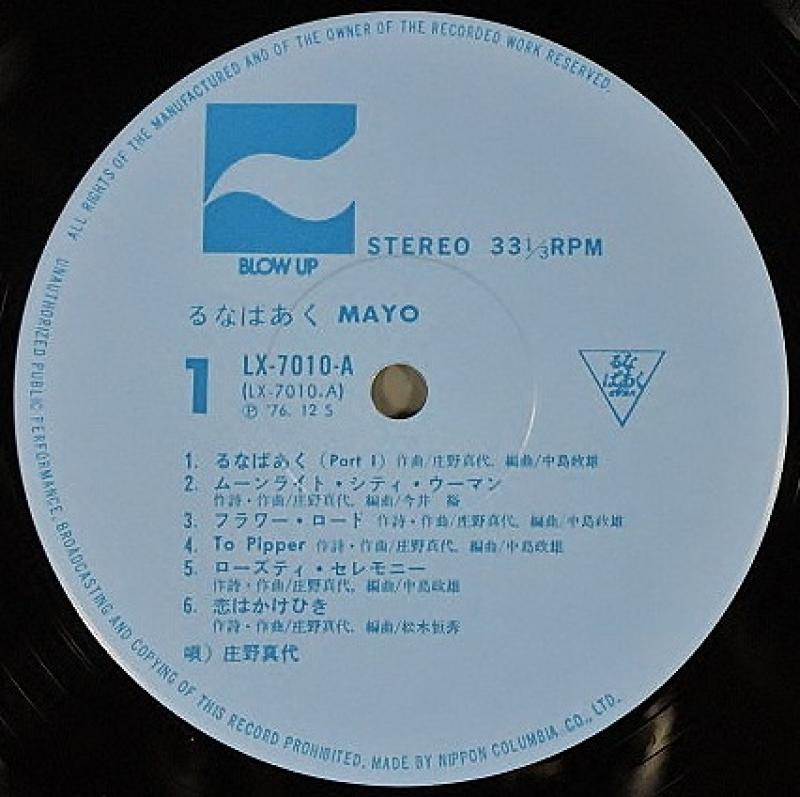 ALL RIGHTS OF THE MANUFACTURED AND OF THE OWNER OF THE RECORDED WORK RESERVED.
BLOW UP
STEREO 33 1/3 RPM
るなぱあく MAYO
1 LX-7010-A
(LX-7010-A)
Ⓟ '76. 12 S
るな
ぱあく
1. るなぱあく (Part I) 作曲/庄野真代. 編曲/中島政雄
2. ムーンライト・シティ・ウーマン
作詩・作曲/庄野真代. 編曲/今井 裕
3. フラワー・ロード 作詩・作曲/庄野真代. 編曲/中島政雄
4. To Pipper 作詩・作曲/庄野真代. 編曲/中島政雄
5. ローズティ・セレモニー
作詩・作曲/庄野真代. 編曲/中島政雄
6. 恋はかけひき
作詩・作曲/庄野真代. 編曲/松木恒秀
唄) 庄野真代
UNAUTHORIZED PUBLIC PERFORMANCE, BROADCASTING AND COPYING OF THIS RECORD PROHIBITED. MADE BY NIPPON COLUMBIA CO., LTD.